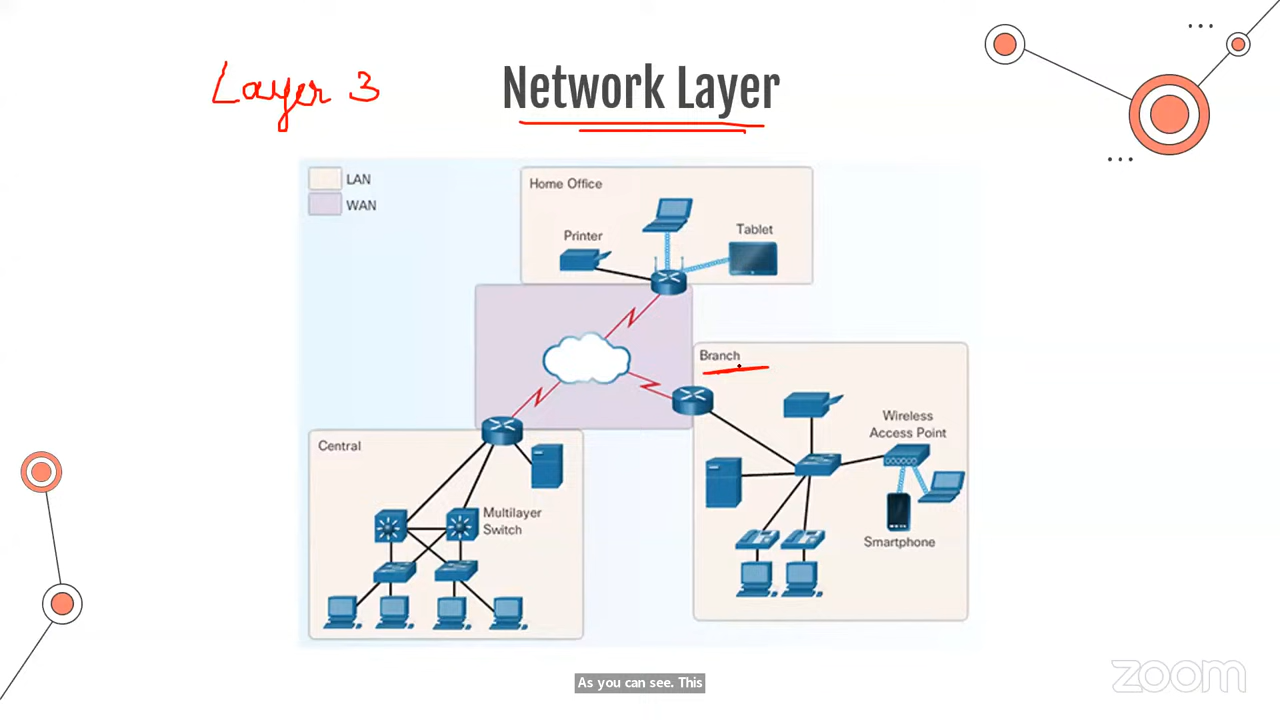 Layer 3
Network Layer
LAN
WAN
Home Office
Printer
Tablet
Branch
Wireless
Access Point
Smartphone
Central
Multilayer
Switch
As you can see. This
zoom